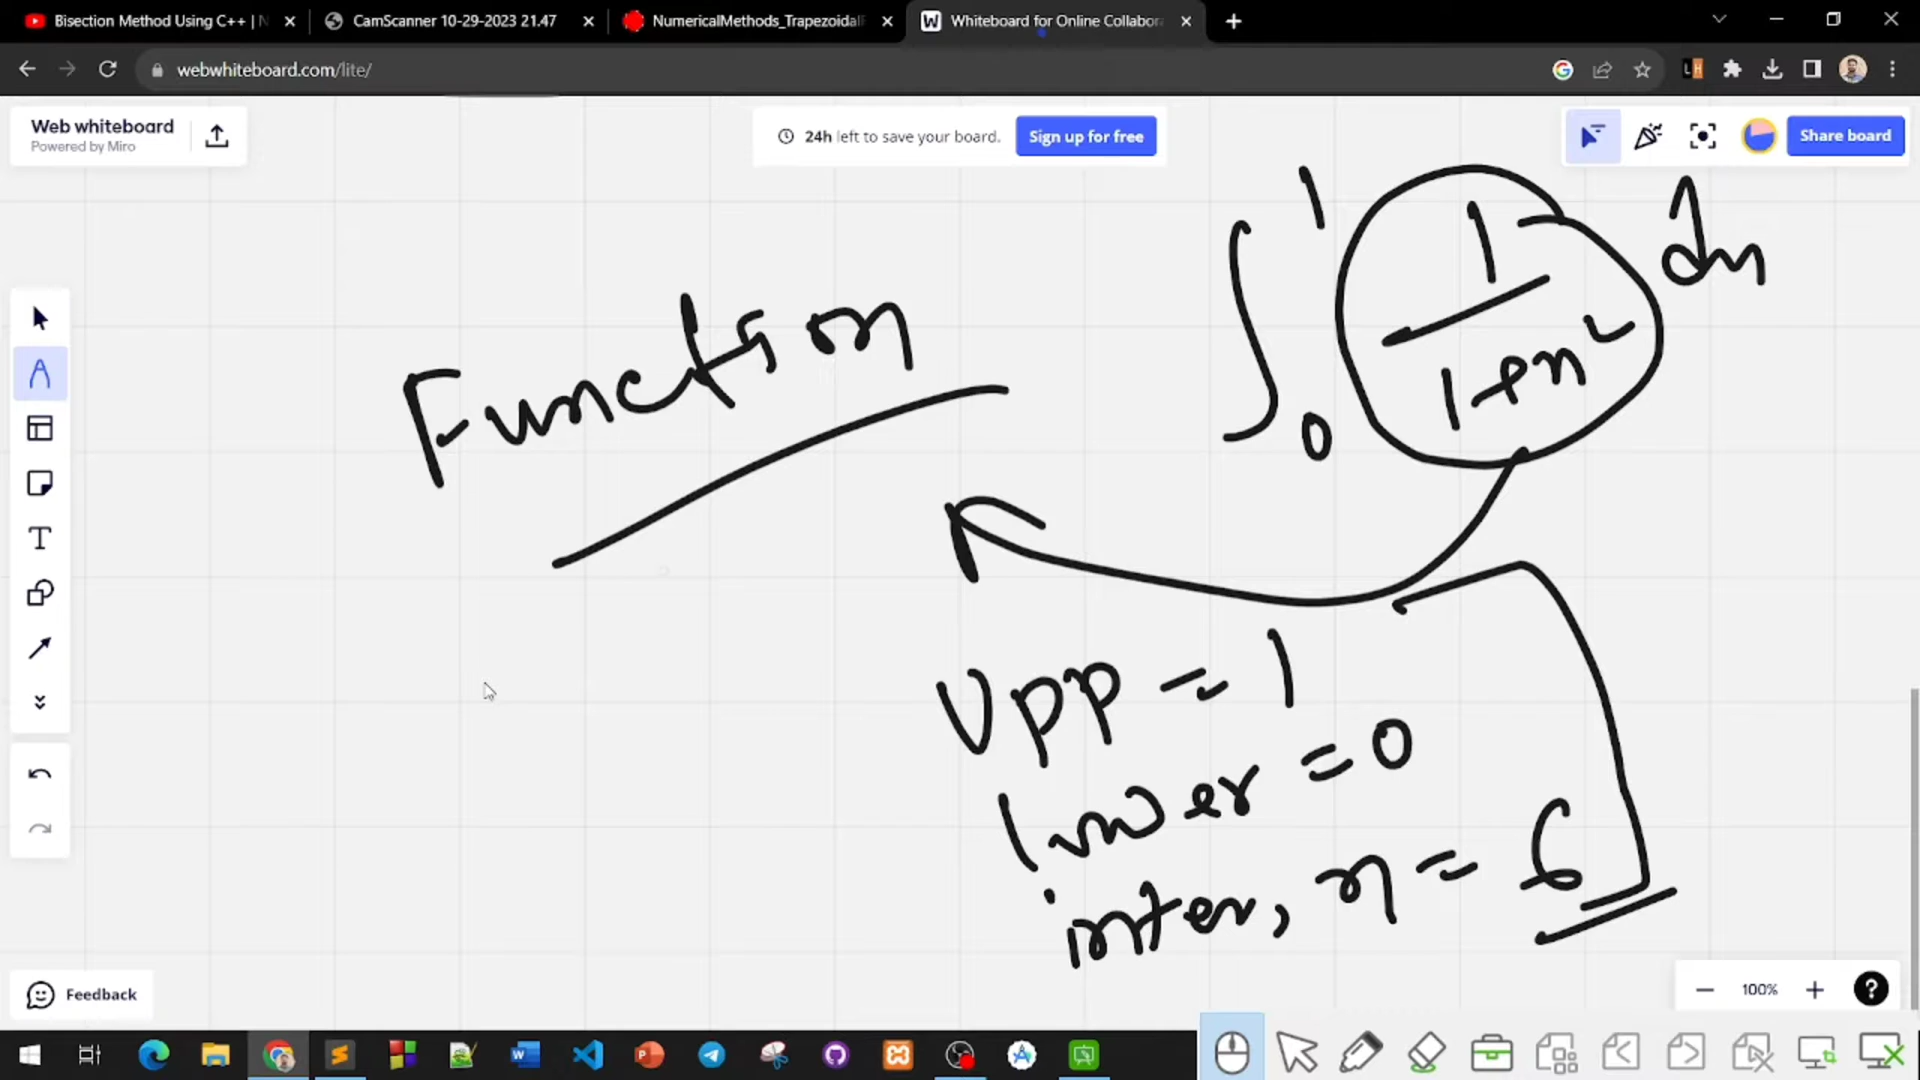 Bisection Method Using C++ | N
CamScanner 10-29-2023 21.47
NumericalMethods_Trapezoidal
Whiteboard for Online Collabora
webwhiteboard.com/lite/
Web whiteboard
Powered by Miro
24h left to save your board.
Sign up for free
Share board
Function
∫₀¹ 1/(1+x²) dx
Upp = 1
lower = 0
inter, n = 6
Feedback
100%